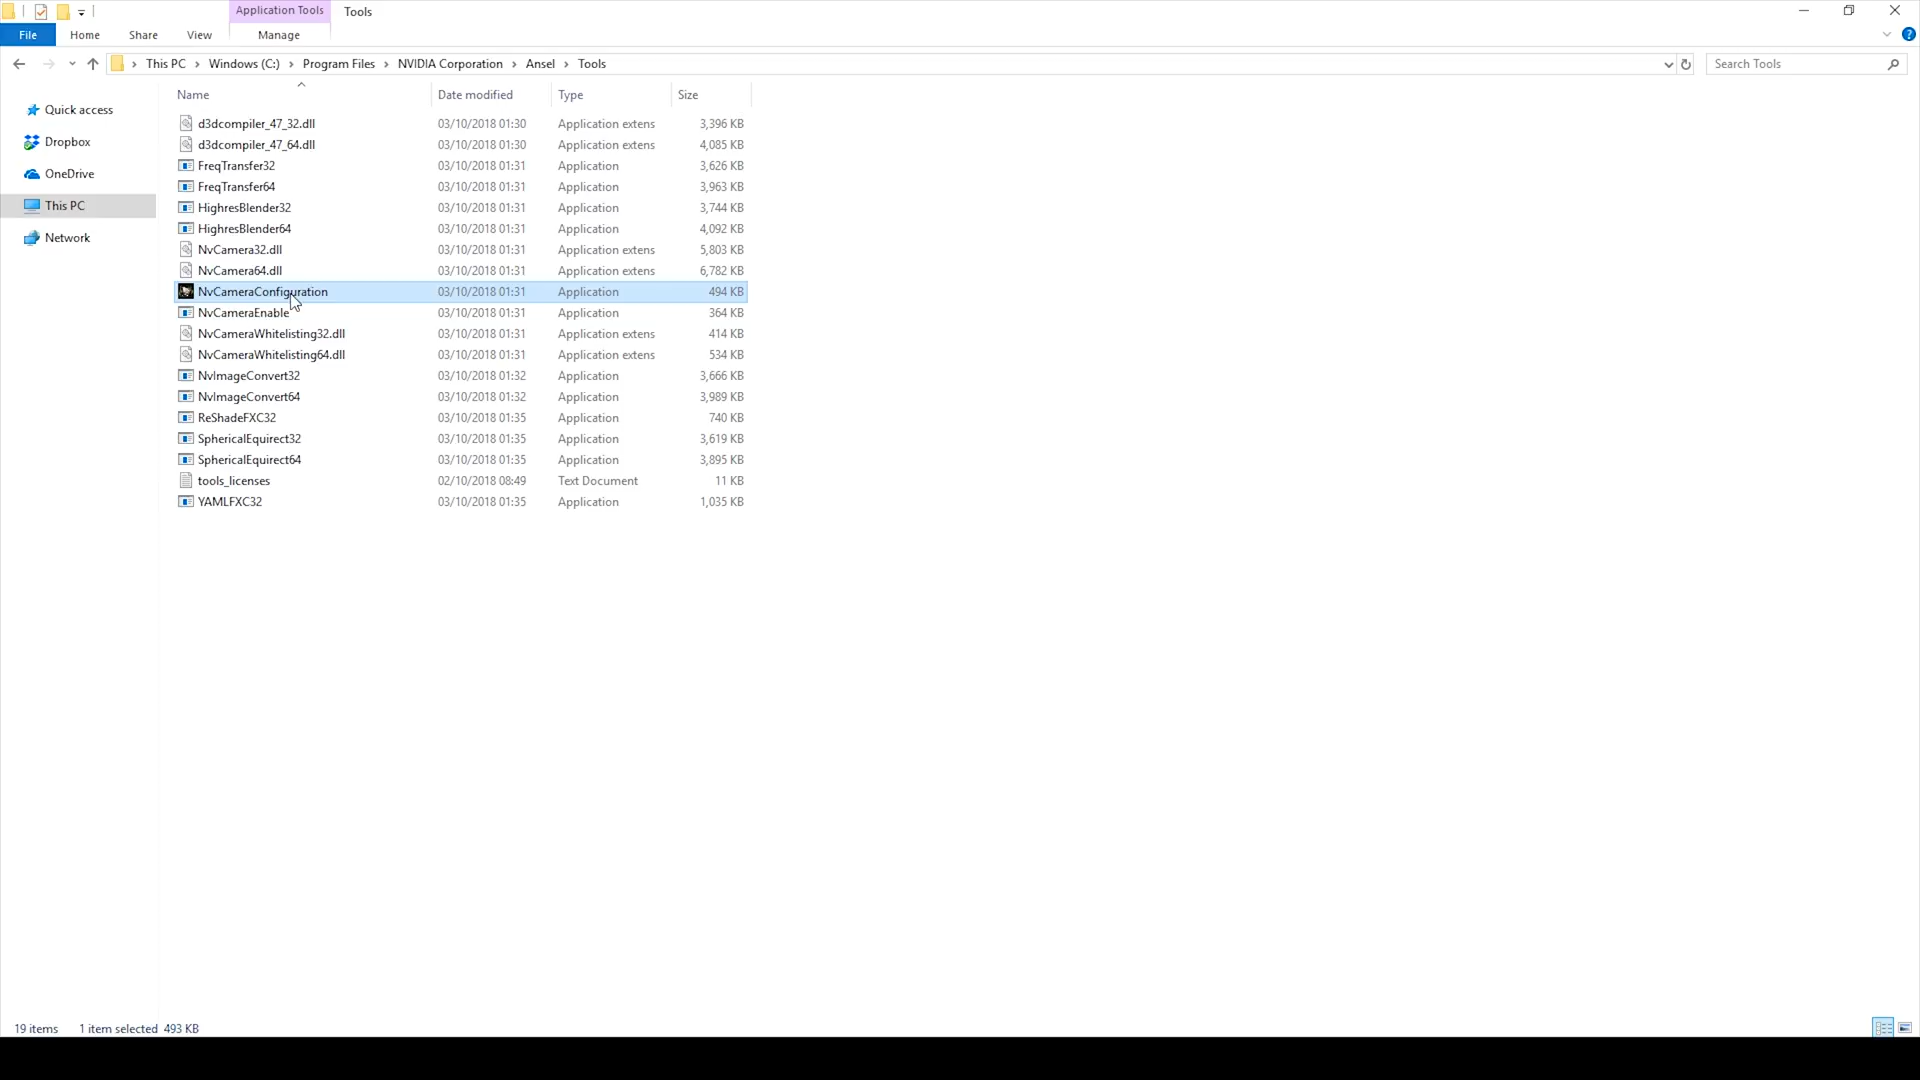 Application Tools
Tools
File
Home
Share
View
Manage
This PC
Windows (C:)
Program Files
NVIDIA Corporation
Ansel
Tools
Search Tools
Quick access
Dropbox
OneDrive
This PC
Network
Name Date modified Type Size
d3dcompiler_47_32.dll 03/10/2018 01:30 Application extens 3,396 KB
d3dcompiler_47_64.dll 03/10/2018 01:30 Application extens 4,085 KB
FreqTransfer32 03/10/2018 01:31 Application 3,626 KB
FreqTransfer64 03/10/2018 01:31 Application 3,963 KB
HighresBlender32 03/10/2018 01:31 Application 3,744 KB
HighresBlender64 03/10/2018 01:31 Application 4,092 KB
NvCamera32.dll 03/10/2018 01:31 Application extens 5,803 KB
NvCamera64.dll 03/10/2018 01:31 Application extens 6,782 KB
NvCameraConfiguration 03/10/2018 01:31 Application 494 KB
NvCameraEnable 03/10/2018 01:31 Application 364 KB
NvCameraWhitelisting32.dll 03/10/2018 01:31 Application extens 414 KB
NvCameraWhitelisting64.dll 03/10/2018 01:31 Application extens 534 KB
NvImageConvert32 03/10/2018 01:32 Application 3,666 KB
NvImageConvert64 03/10/2018 01:32 Application 3,989 KB
ReShadeFXC32 03/10/2018 01:35 Application 740 KB
SphericalEquirect32 03/10/2018 01:35 Application 3,619 KB
SphericalEquirect64 03/10/2018 01:35 Application 3,895 KB
tools_licenses 02/10/2018 08:49 Text Document 11 KB
YAMLFXC32 03/10/2018 01:35 Application 1,035 KB
19 items 1 item selected 493 KB